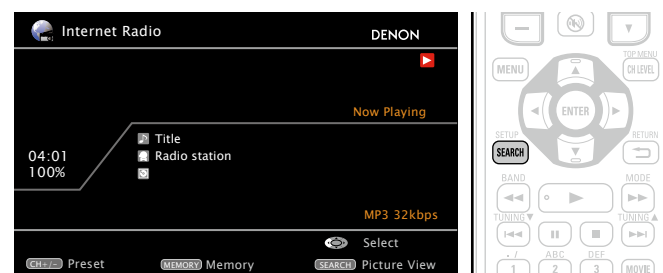 Internet Radio
DENON
Now Playing
Title
04:01
Radio station
100%
MP3 32kbps
Select
CH+/- Preset
MEMORY Memory
SEARCH Picture View
TOP MENU
MENU
CH LEVEL
ENTER
SETUP
RETURN
SEARCH
BAND
MODE
TUNING▼
TUNING▲
. /
ABC
DEF
1
2
3
MOVIE